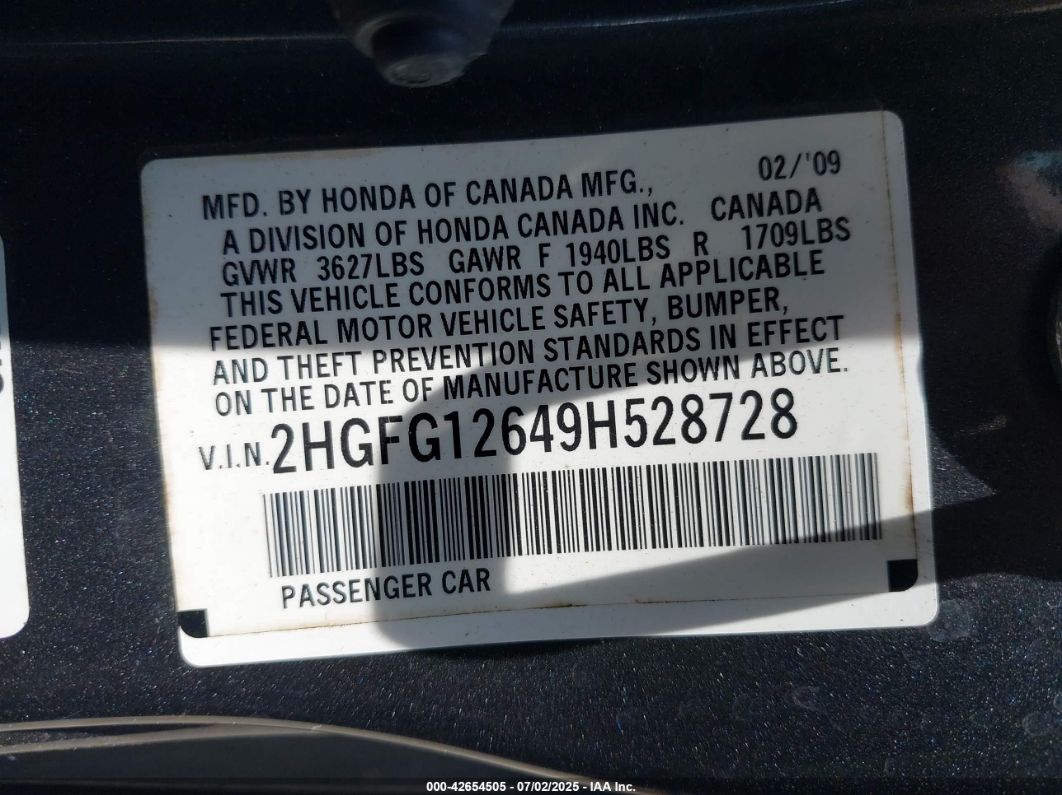 02/'09
MFD. BY HONDA OF CANADA MFG.,
A DIVISION OF HONDA CANADA INC. CANADA
GVWR 3627LBS GAWR F 1940LBS R 1709LBS
THIS VEHICLE CONFORMS TO ALL APPLICABLE
FEDERAL MOTOR VEHICLE SAFETY, BUMPER,
AND THEFT PREVENTION STANDARDS IN EFFECT
ON THE DATE OF MANUFACTURE SHOWN ABOVE.
V.I.N. 2HGFG12649H528728
PASSENGER CAR
000-42654505 - 07/02/2025 - IAA Inc.